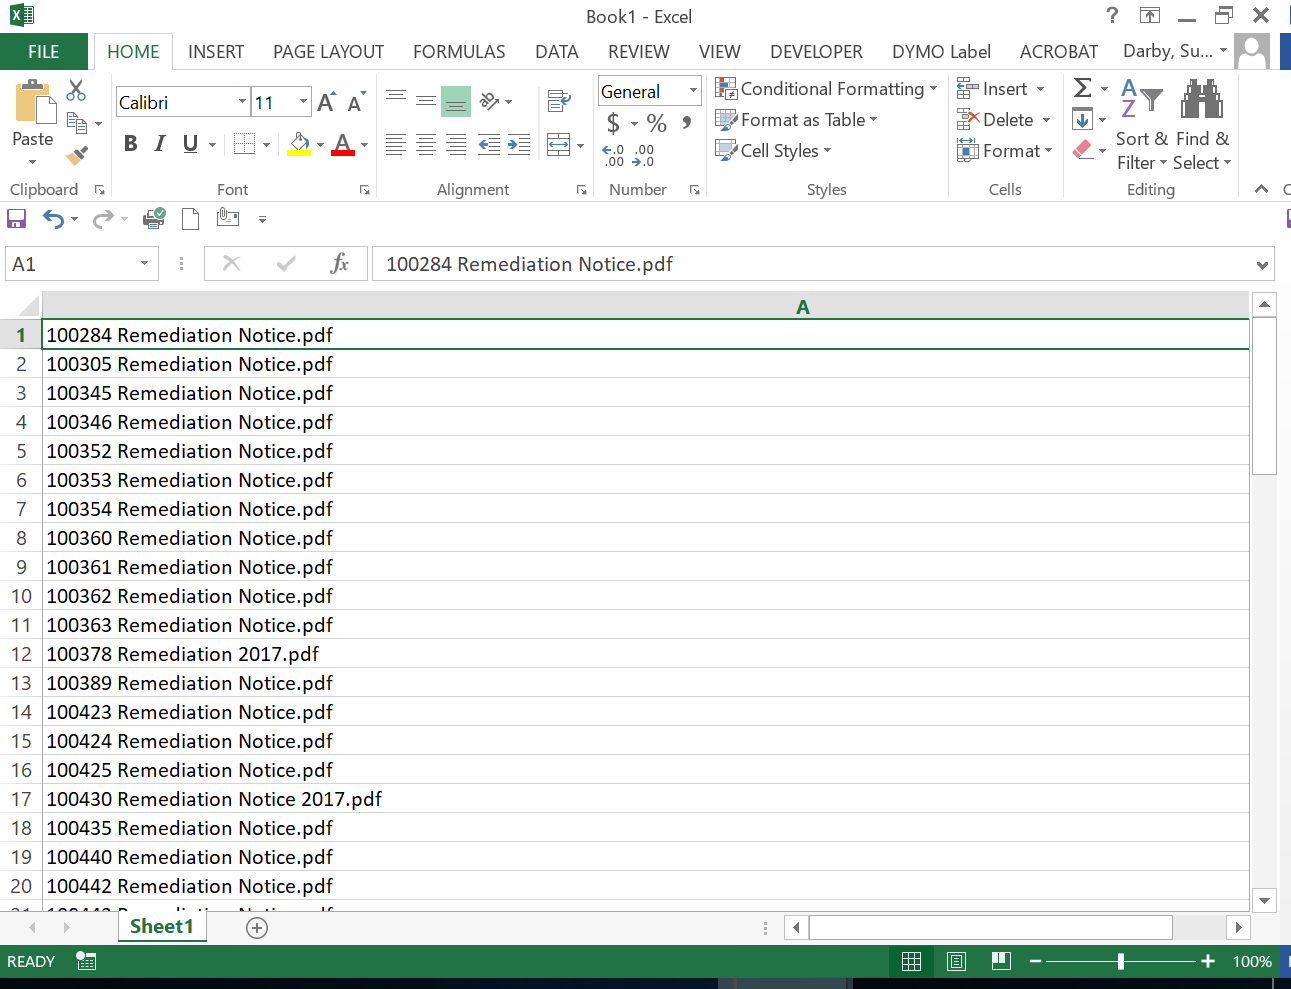 Book1 - Excel
?
FILE HOME INSERT PAGE LAYOUT FORMULAS DATA REVIEW VIEW DEVELOPER DYMO Label ACROBAT Darby, Su...
Paste
Clipboard
Calibri 11 A A
B I U A
Font
Alignment
General
$ % ,
←.0 .00
.00 →.0
Number
Conditional Formatting
Format as Table
Cell Styles
Styles
Insert
Delete
Format
Cells
Σ A Z
Sort & Filter
Find & Select
Editing
A1 fx 100284 Remediation Notice.pdf
A
1 100284 Remediation Notice.pdf
2 100305 Remediation Notice.pdf
3 100345 Remediation Notice.pdf
4 100346 Remediation Notice.pdf
5 100352 Remediation Notice.pdf
6 100353 Remediation Notice.pdf
7 100354 Remediation Notice.pdf
8 100360 Remediation Notice.pdf
9 100361 Remediation Notice.pdf
10 100362 Remediation Notice.pdf
11 100363 Remediation Notice.pdf
12 100378 Remediation 2017.pdf
13 100389 Remediation Notice.pdf
14 100423 Remediation Notice.pdf
15 100424 Remediation Notice.pdf
16 100425 Remediation Notice.pdf
17 100430 Remediation Notice 2017.pdf
18 100435 Remediation Notice.pdf
19 100440 Remediation Notice.pdf
20 100442 Remediation Notice.pdf
Sheet1
READY 100%